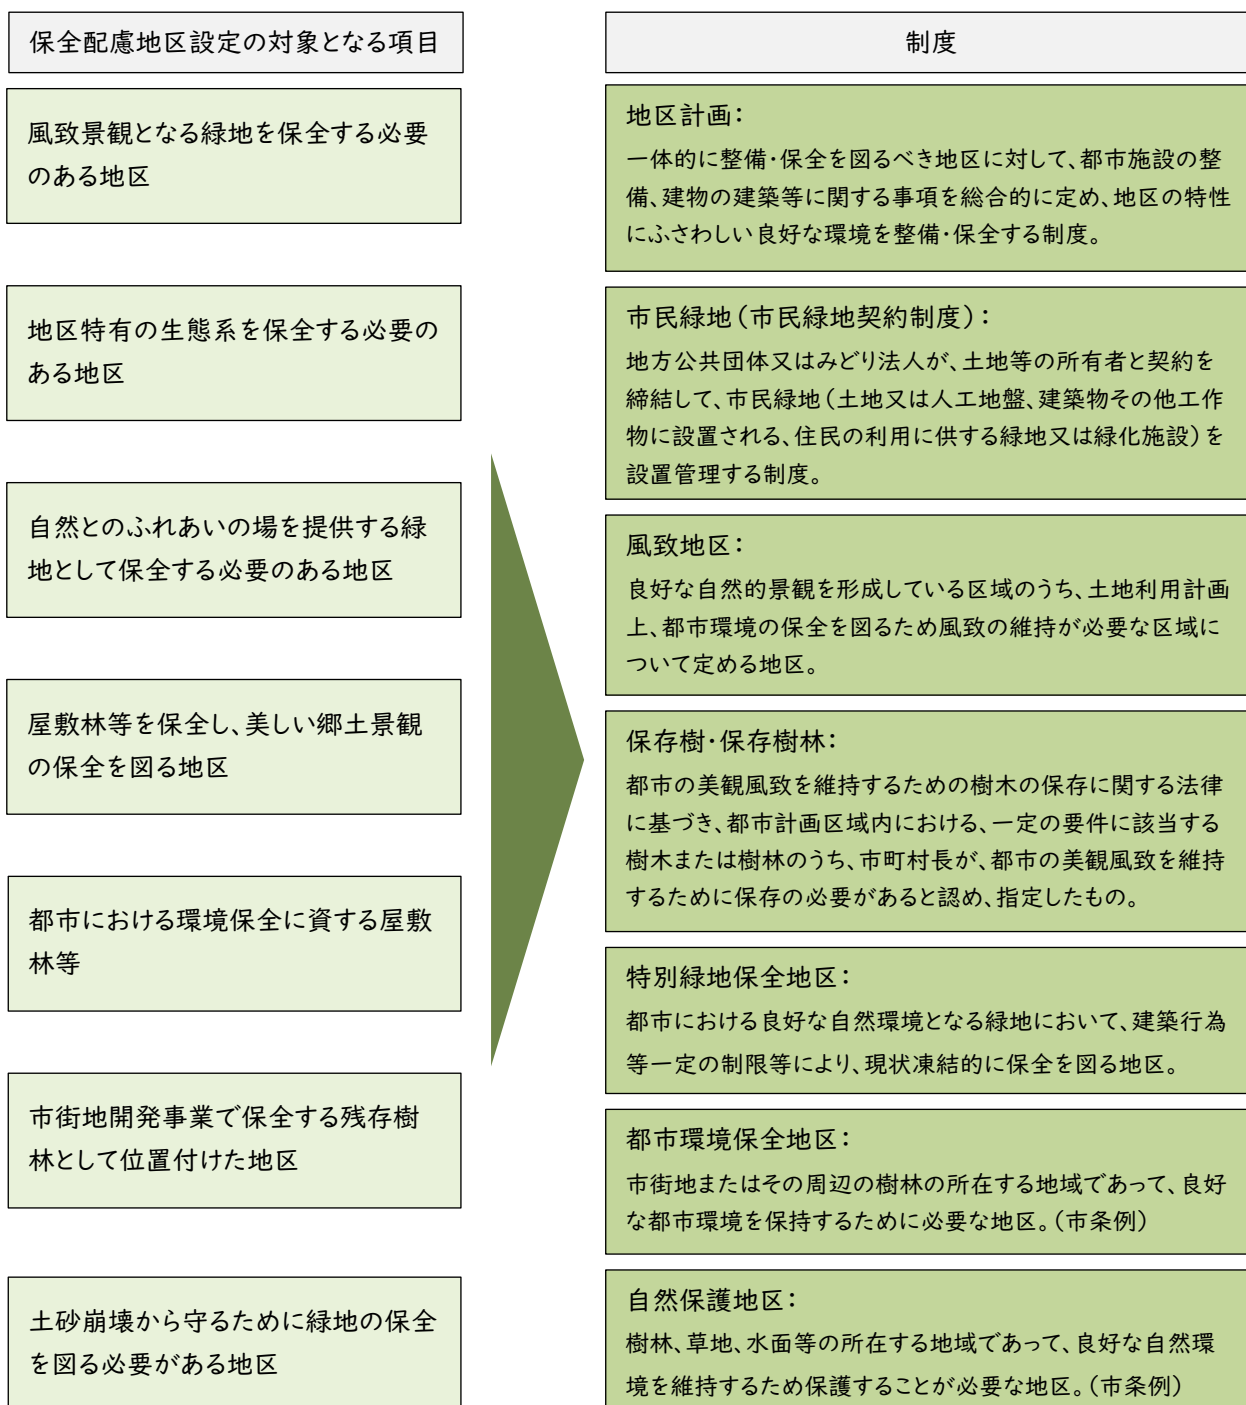 保全配慮地区設定の対象となる項目
風致景観となる緑地を保全する必要
のある地区
地区特有の生態系を保全する必要の
ある地区
自然とのふれあいの場を提供する緑
地として保全する必要のある地区
屋敷林等を保全し、美しい郷土景観
の保全を図る地区
都市における環境保全に資する屋敷
林等
市街地開発事業で保全する残存樹
林として位置付けた地区
土砂崩壊から守るために緑地の保全
を図る必要がある地区
制度
地区計画：
一体的に整備・保全を図るべき地区に対して、都市施設の整
備、建物の建築等に関する事項を総合的に定め、地区の特性
にふさわしい良好な環境を整備・保全する制度。
市民緑地（市民緑地契約制度）：
地方公共団体又はみどり法人が、土地等の所有者と契約を
締結して、市民緑地（土地又は人工地盤、建築物その他工作
物に設置される、住民の利用に供する緑地又は緑化施設）を
設置管理する制度。
風致地区：
良好な自然的景観を形成している区域のうち、土地利用計画
上、都市環境の保全を図るため風致の維持が必要な区域に
ついて定める地区。
保存樹・保存樹林：
都市の美観風致を維持するための樹木の保存に関する法律
に基づき、都市計画区域内における、一定の要件に該当する
樹木または樹林のうち、市町村長が、都市の美観風致を維持
するために保存の必要があると認め、指定したもの。
特別緑地保全地区：
都市における良好な自然環境となる緑地において、建築行為
等一定の制限等により、現状凍結的に保全を図る地区。
都市環境保全地区：
市街地またはその周辺の樹林の所在する地域であって、良好
な都市環境を保持するために必要な地区。（市条例）
自然保護地区：
樹林、草地、水面等の所在する地域であって、良好な自然環
境を維持するため保護することが必要な地区。（市条例）